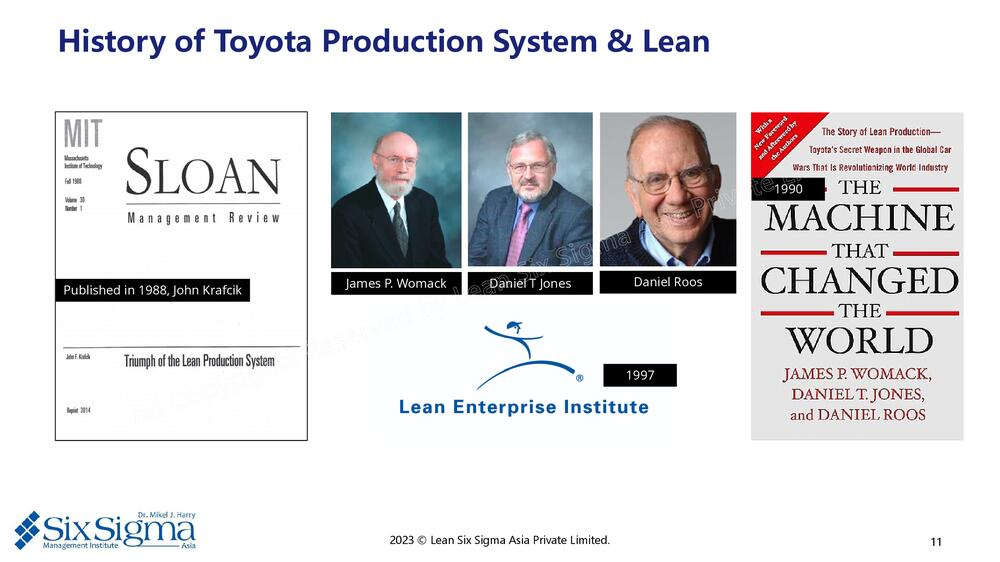 History of Toyota Production System & Lean
MIT
Massachusetts
Institute of Technology
Fall 1988
Volume 30
Number 1
SLOAN
Management Review
Published in 1988, John Krafcik
John F. Krafcik
Triumph of the Lean Production System
Reprint 3014
James P. Womack
Daniel T Jones
Daniel Roos
Lean Enterprise Institute
®
1997
With a
New Foreword
and Afterword by
the Authors
The Story of Lean Production—
Toyota's Secret Weapon in the Global Car
Wars That Is Revolutionizing World Industry
1990
THE
MACHINE
THAT
CHANGED
THE
WORLD
JAMES P. WOMACK,
DANIEL T. JONES,
and DANIEL ROOS
Dr. Mikel J. Harry
Six Sigma
Management Institute Asia
2023 © Lean Six Sigma Asia Private Limited.
11